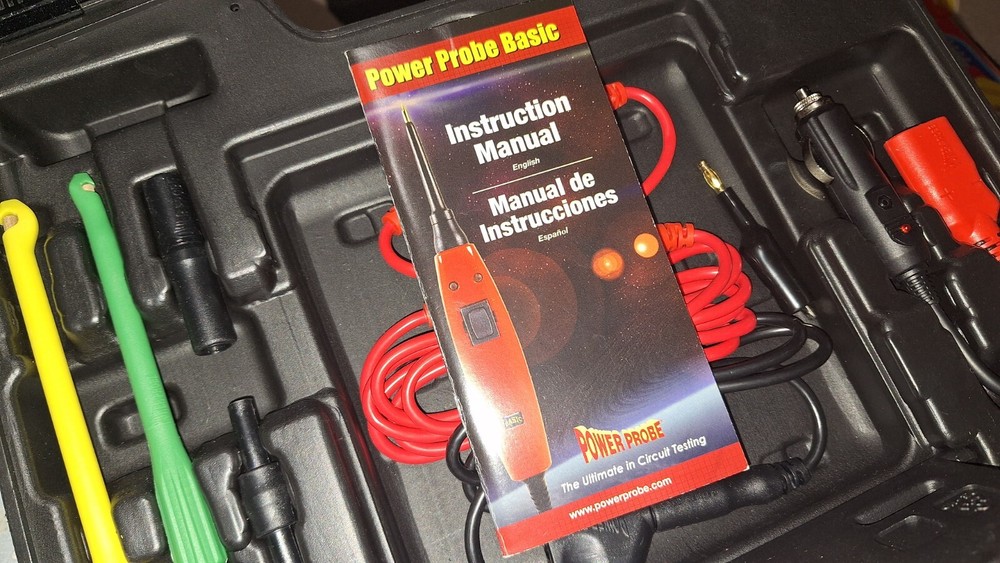 Power Probe Basic
Instruction
Manual
English
Manual de
Instrucciones
Español
BASIC
POWER PROBE
The Ultimate in Circuit Testing
www.powerprobe.com